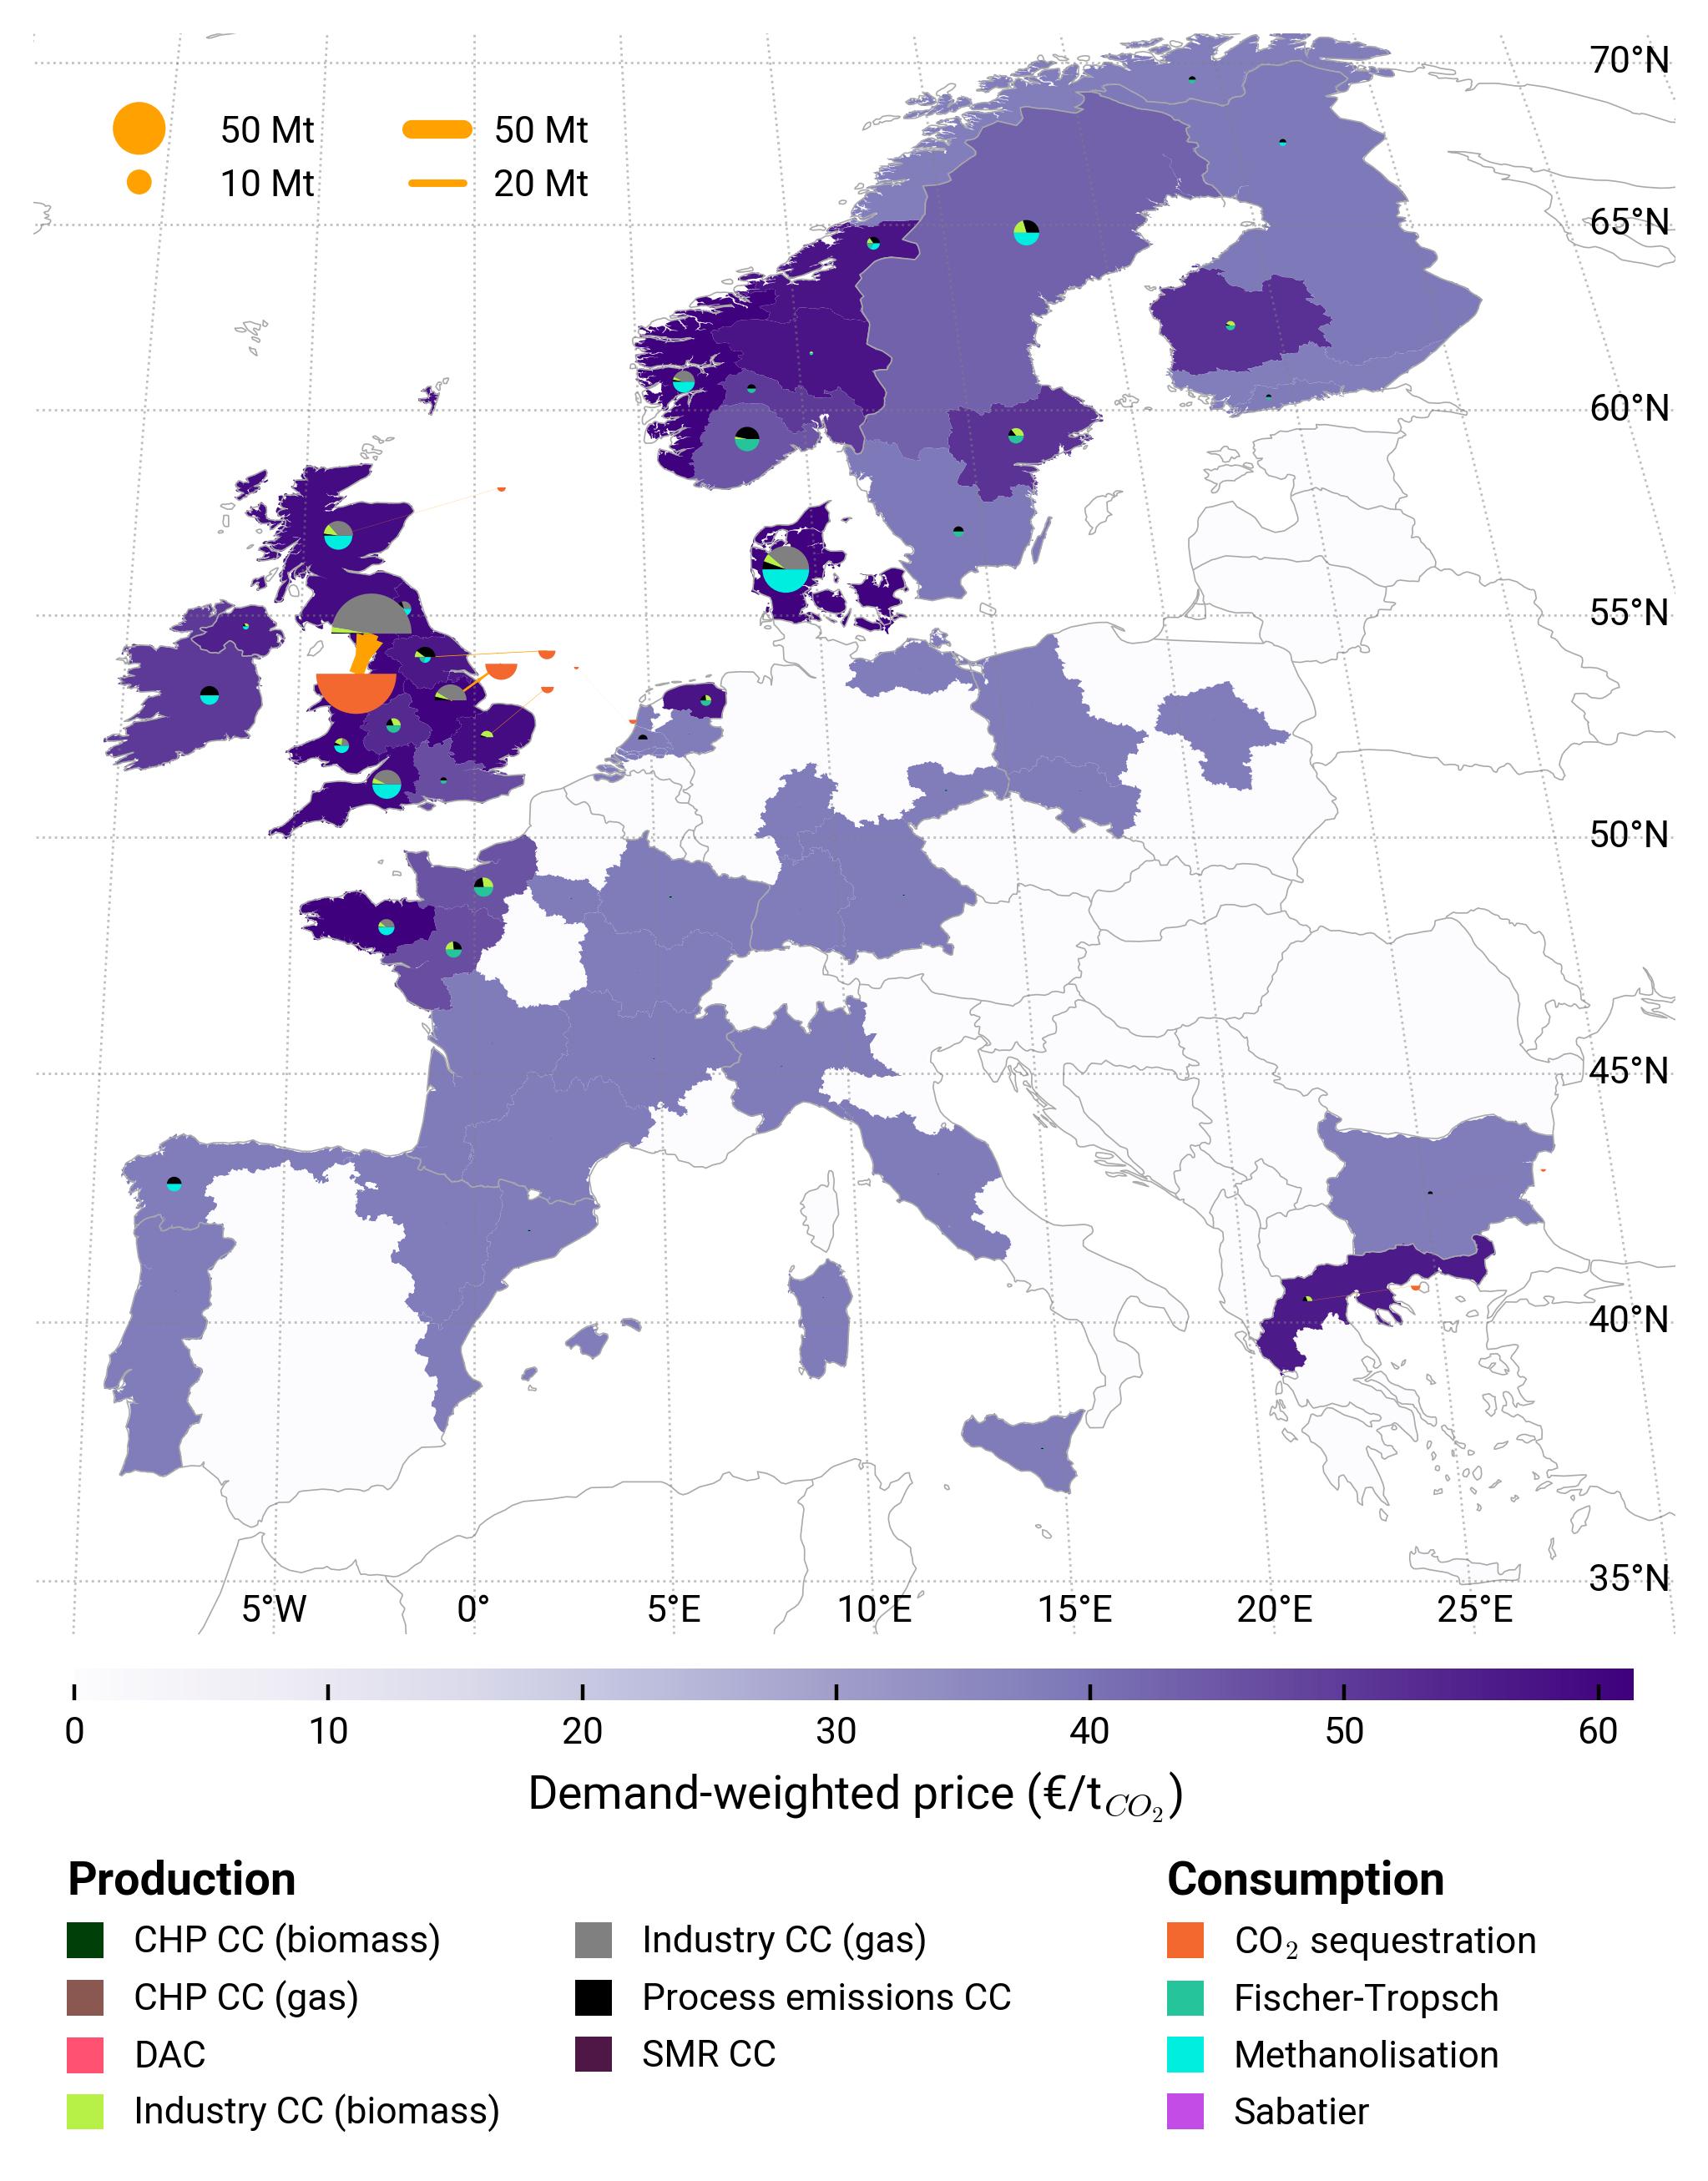 70°N
50 Mt 50 Mt
10 Mt 20 Mt
65°N
60°N
55°N
50°N
45°N
40°N
35°N
5°W 0° 5°E 10°E 15°E 20°E 25°E
0 10 20 30 40 50 60
Demand-weighted price (€/t_{CO_2})
Production Consumption
CHP CC (biomass) Industry CC (gas) CO₂ sequestration
CHP CC (gas) Process emissions CC Fischer-Tropsch
DAC SMR CC Methanolisation
Industry CC (biomass) Sabatier